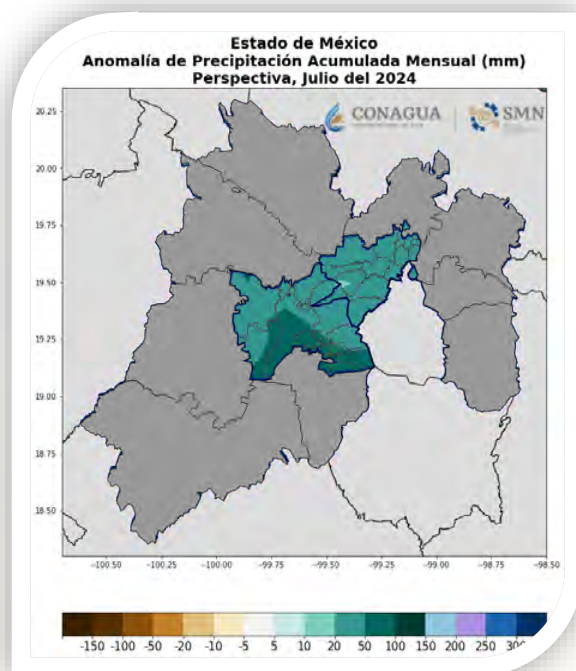 Estado de México
Anomalía de Precipitación Acumulada Mensual (mm)
Perspectiva, Julio del 2024
CONAGUA
SMN
20.25
20.00
19.75
19.50
19.25
19.00
18.75
18.50
−100.50 −100.25 −100.00 −99.75 −99.50 −99.25 −99.00 −98.75 −98.50
-150 -100 -50 -20 -10 -5 5 10 20 50 100 150 200 250 300